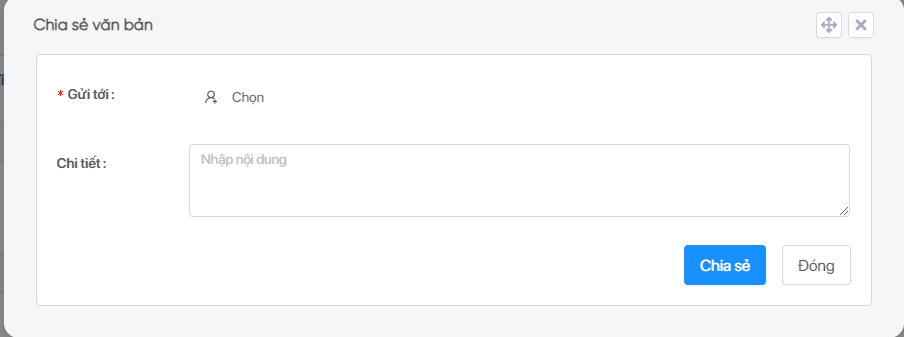 Chia sẻ văn bản
* Gửi tới :
Chọn
Chi tiết :
Nhập nội dung
Chia sẻ
Đóng